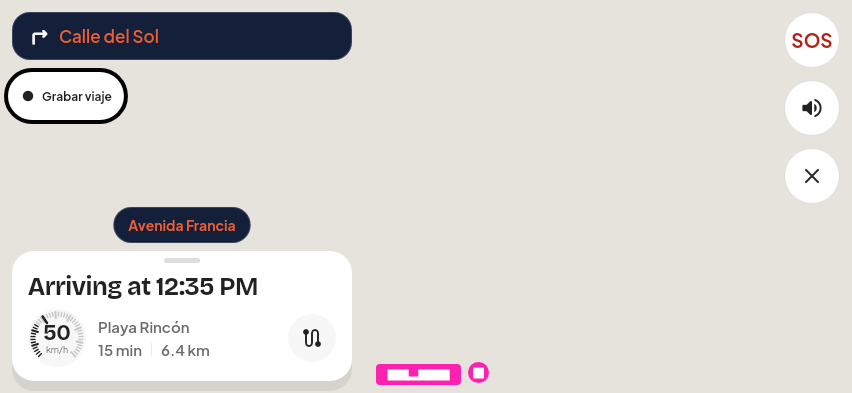 Calle del Sol
SOS
Grabar viaje
Avenida Francia
Arriving at 12:35 PM
50
km/h
Playa Rincón
15 min
6.4 km